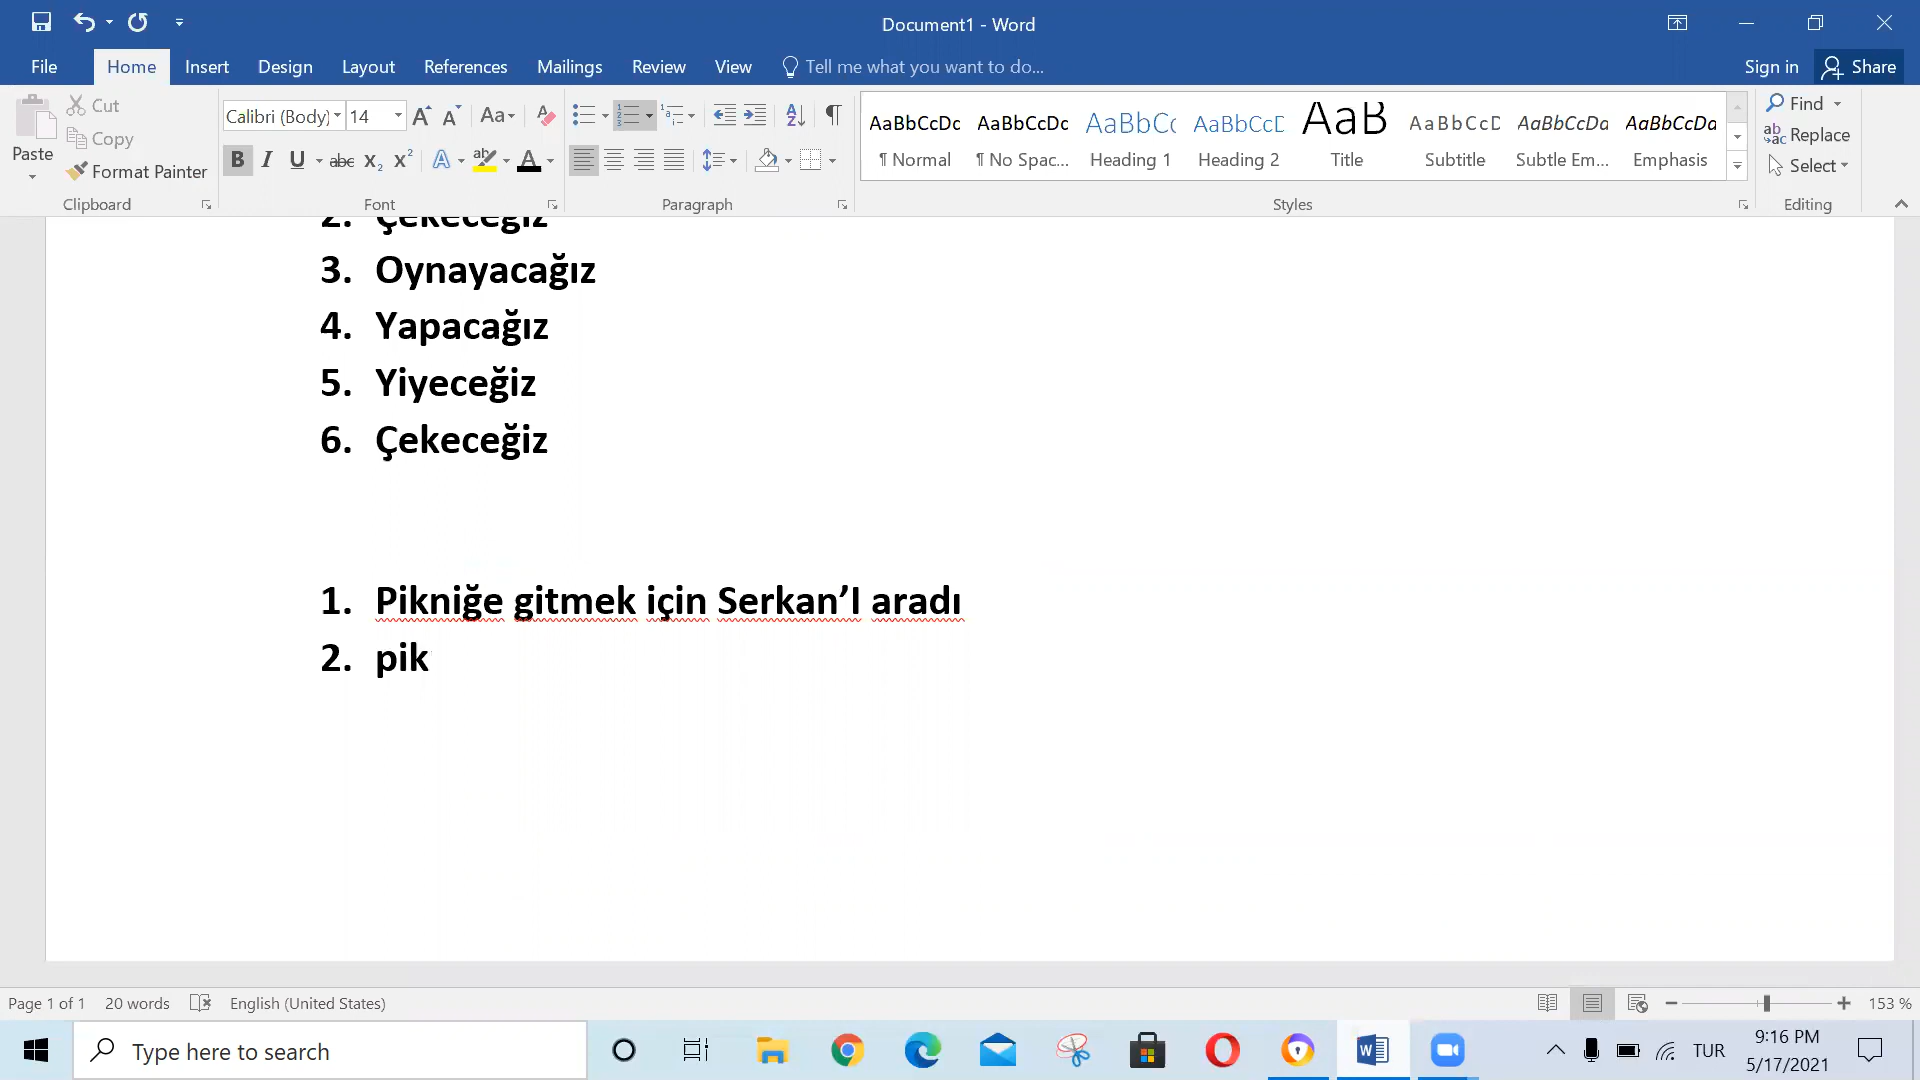 Document1 - Word
File Home Insert Design Layout References Mailings Review View Tell me what you want to do... Sign in Share
Cut
Copy
Paste
Format Painter
Clipboard
Calibri (Body) 14
Font
Paragraph
AaBbCcDc AaBbCcDc AaBbCc AaBbCcD AaB AaBbCcD AaBbCcDa AaBbCcDa
¶ Normal ¶ No Spac... Heading 1 Heading 2 Title Subtitle Subtle Em... Emphasis
Styles
Find
Replace
Select
Editing
2. Çekeceğiz
3. Oynayacağız
4. Yapacağız
5. Yiyeceğiz
6. Çekeceğiz
1. Pikniğe gitmek için Serkan’I aradı
2. pik
Page 1 of 1 20 words English (United States) 153 %
Type here to search
TUR
9:16 PM
5/17/2021